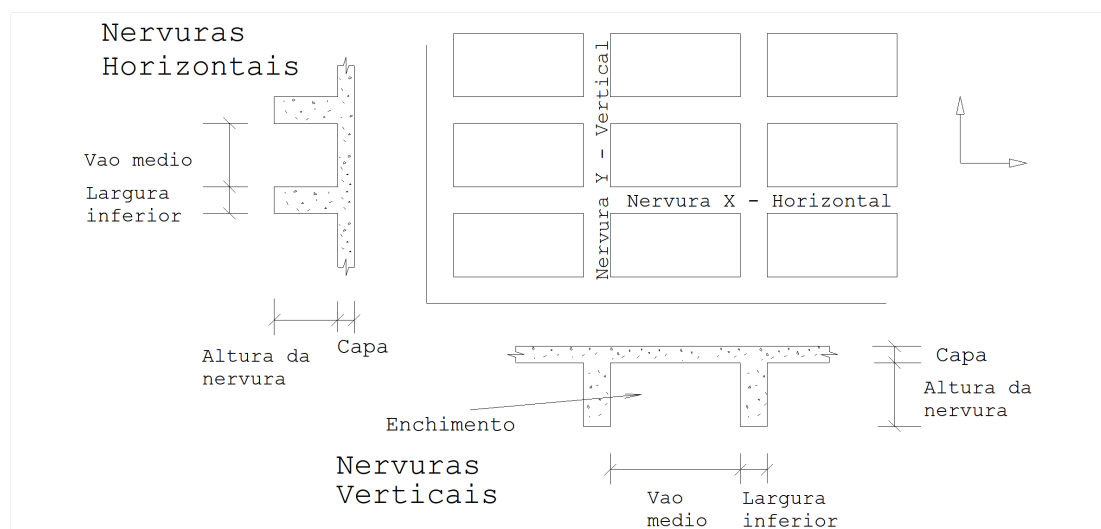 Nervuras
Horizontais
Vao medio
Largura
inferior
Altura da
nervura
Capa
Nervura Y - Vertical
Nervura X - Horizontal
Capa
Altura da
nervura
Enchimento
Nervuras
Verticais
Vao
medio
Largura
inferior